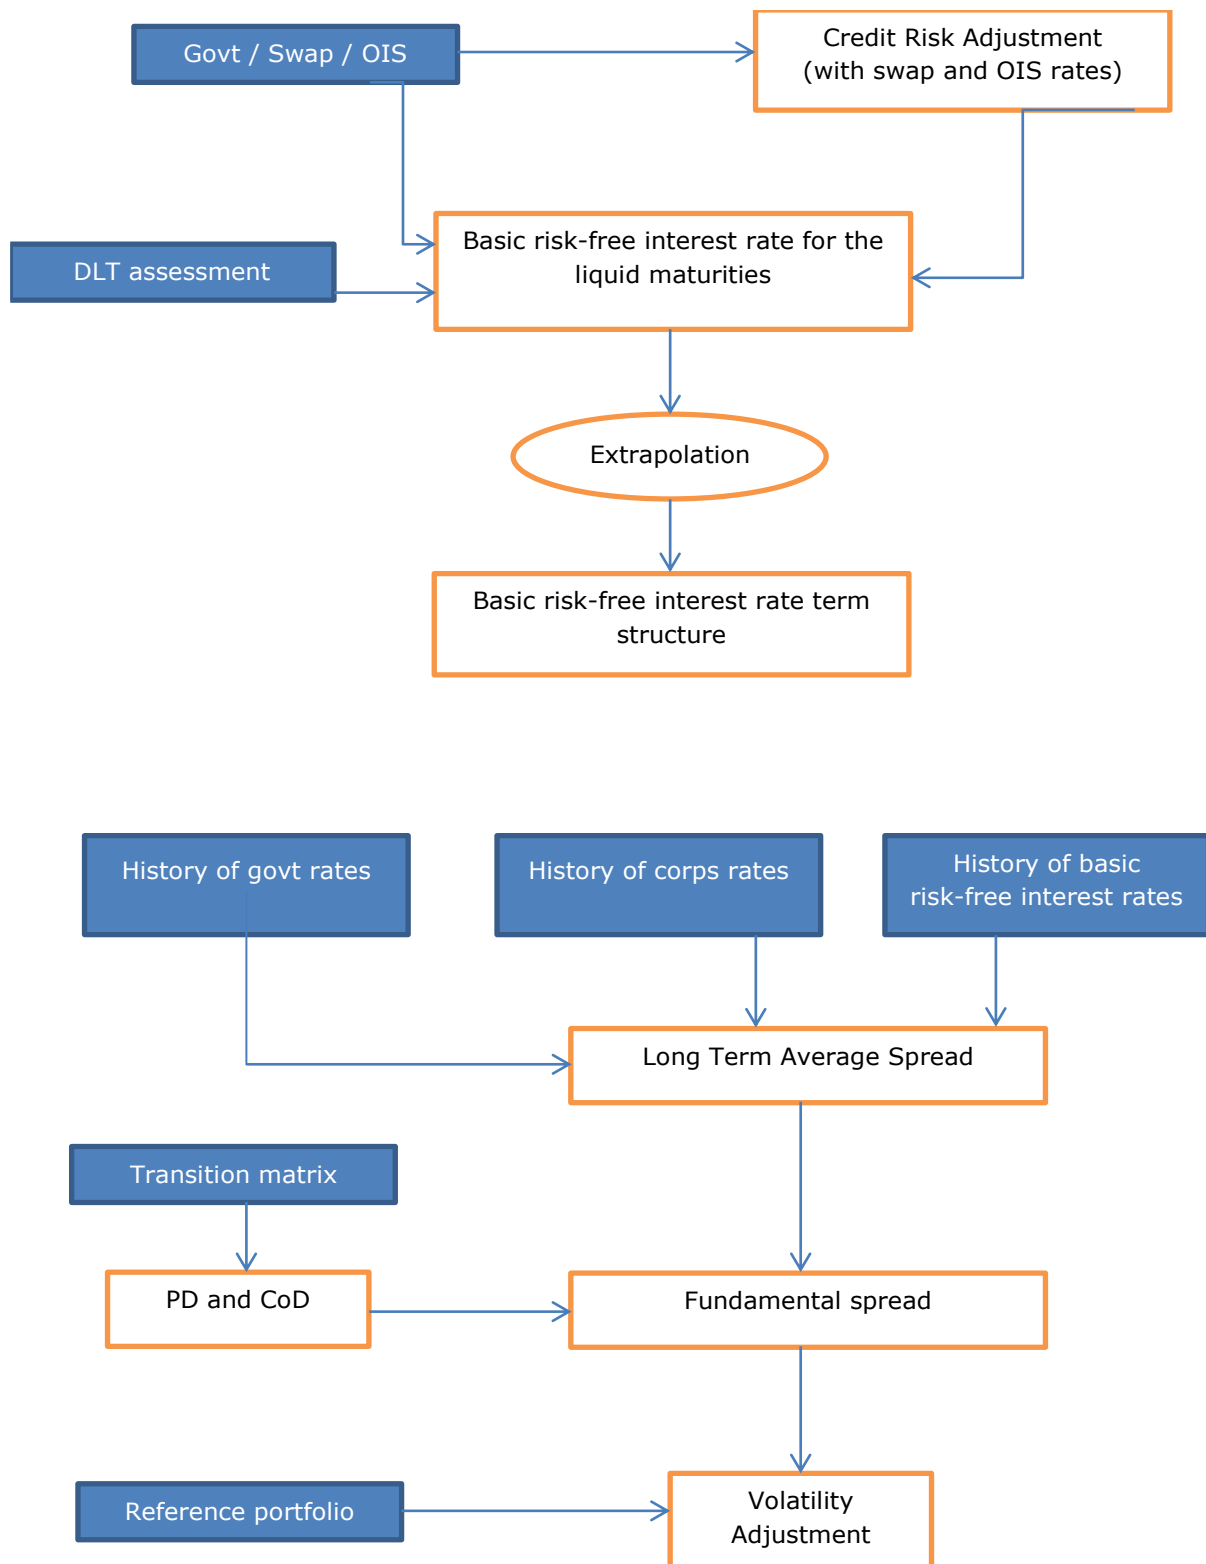 Govt / Swap / OIS
Credit Risk Adjustment
(with swap and OIS rates)
Basic risk-free interest rate for the
liquid maturities
DLT assessment
Extrapolation
Basic risk-free interest rate term
structure
History of govt rates
History of corps rates
History of basic
risk-free interest rates
Long Term Average Spread
Transition matrix
PD and CoD
Fundamental spread
Reference portfolio
Volatility
Adjustment